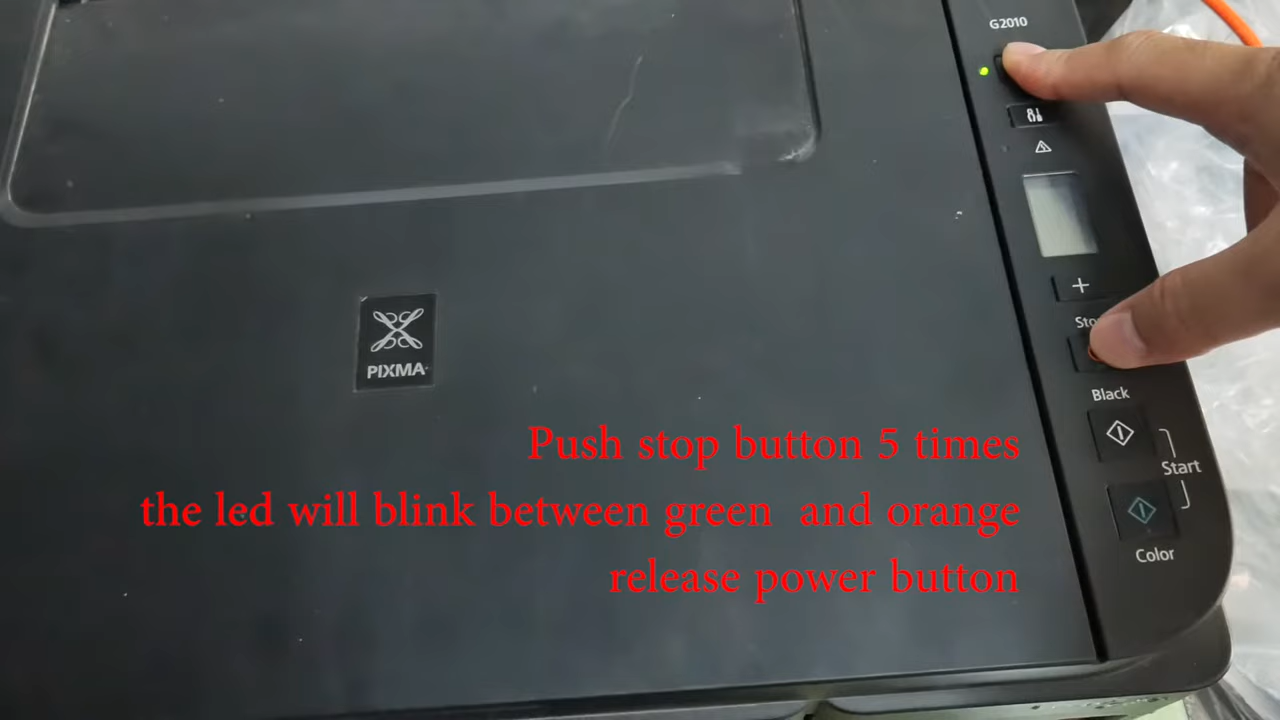 G2010
Sto
PIXMA
Black
Start
Color
Push stop button 5 times
the led will blink between green and orange
release power button